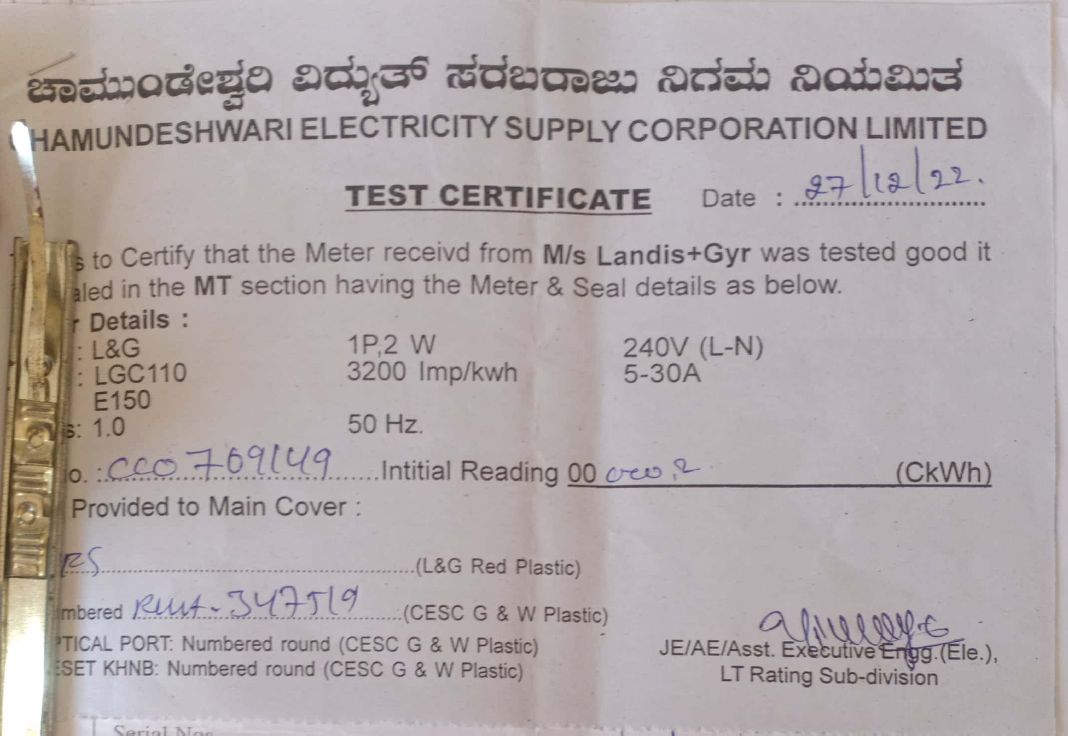 ಚಾಮುಂಡೇಶ್ವರಿ ವಿದ್ಯುತ್ ಸರಬರಾಜು ನಿಗಮ ನಿಯಮಿತ
HAMUNDESHWARI ELECTRICITY SUPPLY CORPORATION LIMITED
TEST CERTIFICATE Date : 27/12/22.
s to Certify that the Meter receivd from M/s Landis+Gyr was tested good it
aled in the MT section having the Meter & Seal details as below.
r Details :
: L&G 1P,2 W 240V (L-N)
: LGC110 3200 Imp/kwh 5-30A
E150
s: 1.0 50 Hz.
o. : CC0769149 Intitial Reading 00 (CkWh)
Provided to Main Cover :
(L&G Red Plastic)
mbered (CESC G & W Plastic)
PTICAL PORT: Numbered round (CESC G & W Plastic)
JE/AE/Asst. Executive Engg.(Ele.),
ESET KHNB: Numbered round (CESC G & W Plastic)
LT Rating Sub-division
Serial Nos